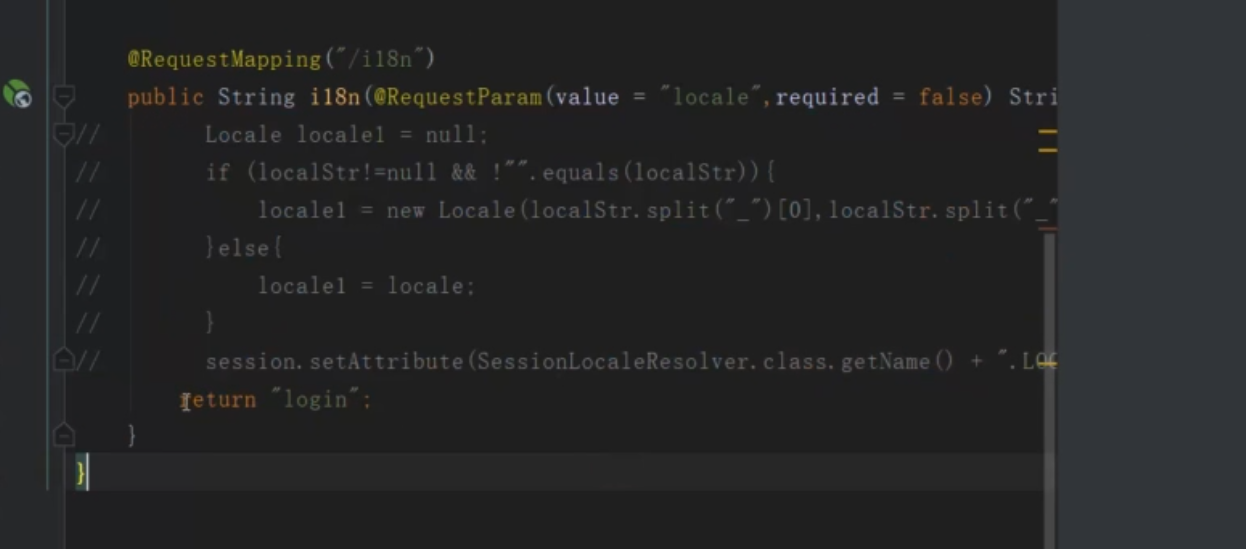 @RequestMapping("/i18n")
public String i18n(@RequestParam(value = "locale",required = false) Stri
//        Locale locale1 = null;
//        if (localStr!=null && !"".equals(localStr)){
//            locale1 = new Locale(localStr.split("_")[0],localStr.split("_"
//        }else{
//            locale1 = locale;
//        }
//        session.setAttribute(SessionLocaleResolver.class.getName() + ".LOC
return "login";
}
}